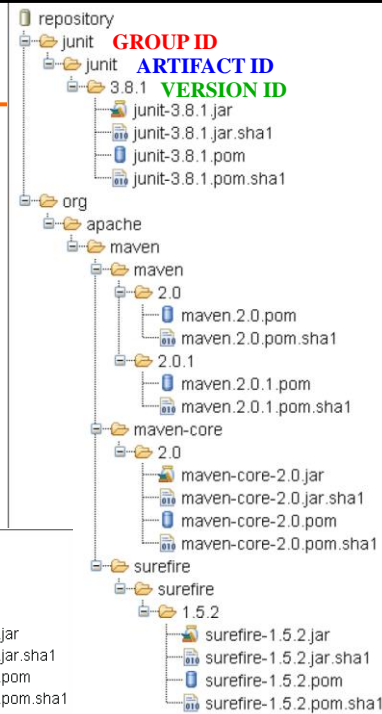 repository
junit GROUP ID
junit ARTIFACT ID
3.8.1 VERSION ID
junit-3.8.1.jar
junit-3.8.1.jar.sha1
junit-3.8.1.pom
junit-3.8.1.pom.sha1
org
apache
maven
maven
2.0
maven.2.0.pom
maven.2.0.pom.sha1
2.0.1
maven.2.0.1.pom
maven.2.0.1.pom.sha1
maven-core
2.0
maven-core-2.0.jar
maven-core-2.0.jar.sha1
maven-core-2.0.pom
maven-core-2.0.pom.sha1
surefire
surefire
1.5.2
surefire-1.5.2.jar
surefire-1.5.2.jar.sha1
surefire-1.5.2.pom
surefire-1.5.2.pom.sha1
.jar
.jar.sha1
.pom
.pom.sha1